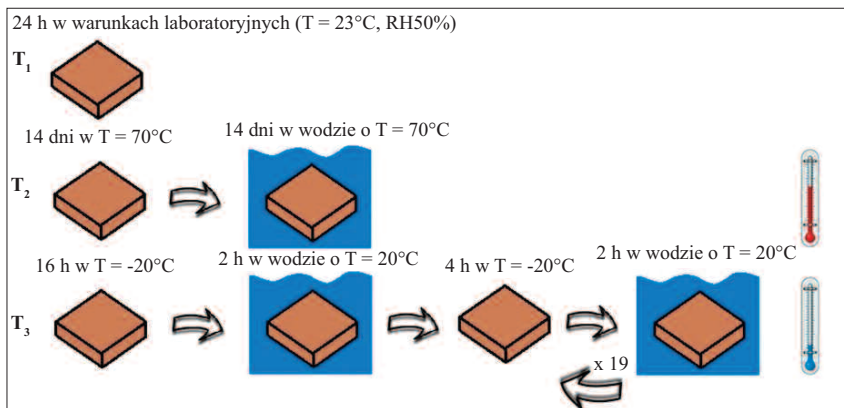 24 h w warunkach laboratoryjnych (T = 23°C, RH50%)
T1
14 dni w T = 70°C
14 dni w wodzie o T = 70°C
T2
16 h w T = -20°C
2 h w wodzie o T = 20°C
4 h w T = -20°C
2 h w wodzie o T = 20°C
T3
x 19